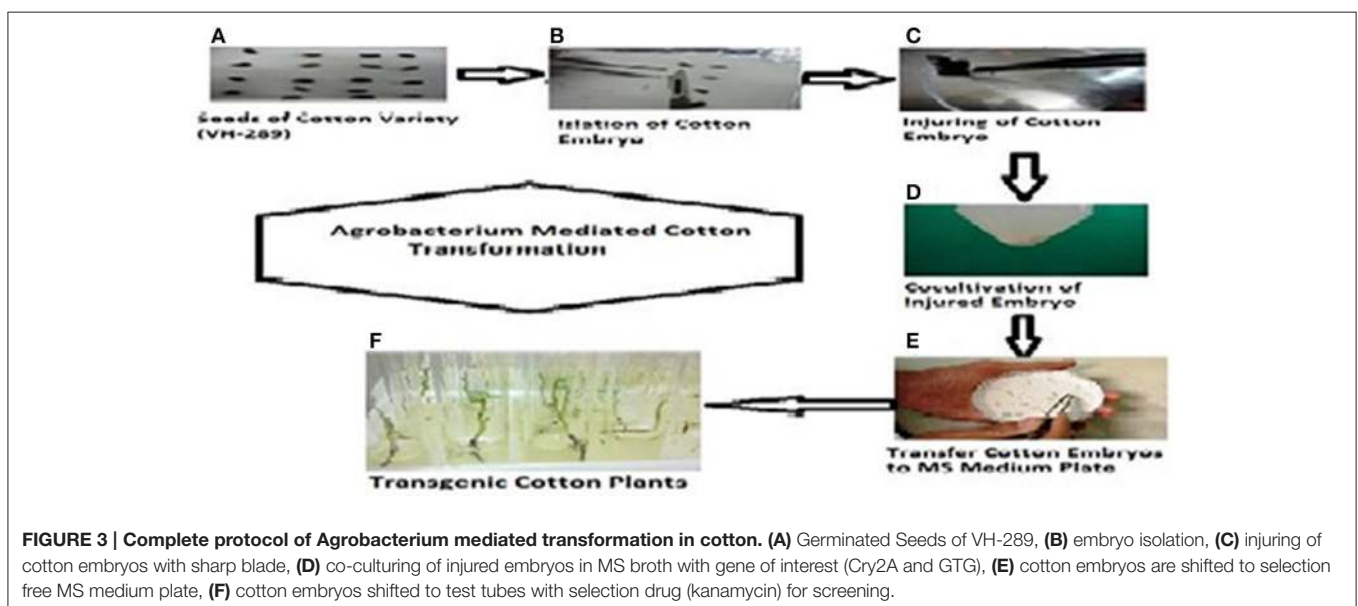 A
B
C
Seeds of Cotton Variety
(VH-289)
Islation of Cotton
Embryo
Injuring of Cotton
Embryo
D
Agrobacterium Mediated Cotton
Transformation
Cocultivation of
Injured Embryo
F
E
Transfer Cotton Embryos
to MS Medium Plate
Transgenic Cotton Plants
FIGURE 3 | Complete protocol of Agrobacterium mediated transformation in cotton. (A) Germinated Seeds of VH-289, (B) embryo isolation, (C) injuring of
cotton embryos with sharp blade, (D) co-culturing of injured embryos in MS broth with gene of interest (Cry2A and GTG), (E) cotton embryos are shifted to selection
free MS medium plate, (F) cotton embryos shifted to test tubes with selection drug (kanamycin) for screening.